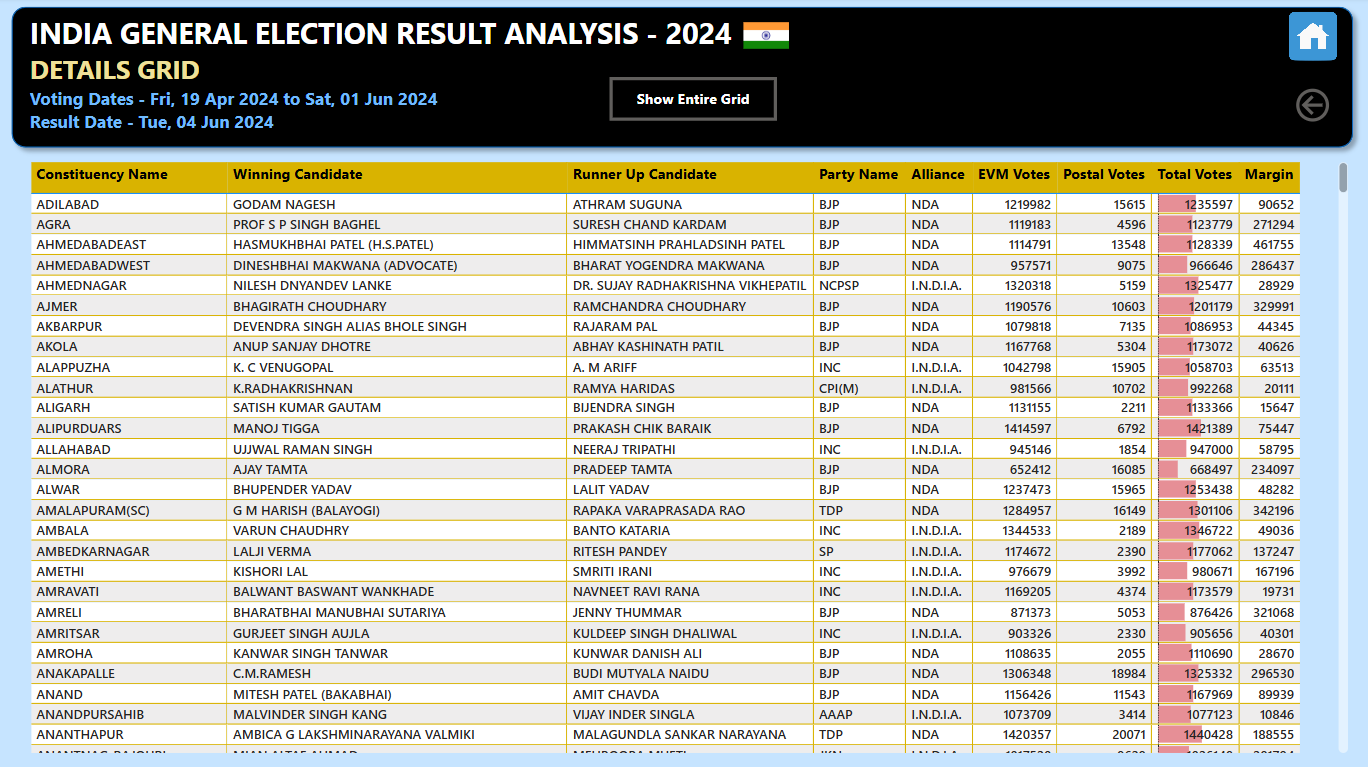 INDIA GENERAL ELECTION RESULT ANALYSIS - 2024
DETAILS GRID
Voting Dates - Fri, 19 Apr 2024 to Sat, 01 Jun 2024
Show Entire Grid
Result Date - Tue, 04 Jun 2024
Constituency Name Winning Candidate Runner Up Candidate Party Name Alliance EVM Votes Postal Votes Total Votes Margin
ADILABAD GODAM NAGESH ATHRAM SUGUNA BJP NDA 1219982 15615 1235597 90652
AGRA PROF S P SINGH BAGHEL SURESH CHAND KARDAM BJP NDA 1119183 4596 1123779 271294
AHMEDABADEAST HASMUKHBHAI PATEL (H.S.PATEL) HIMMATSINH PRAHLADSINH PATEL BJP NDA 1114791 13548 1128339 461755
AHMEDABADWEST DINESHBHAI MAKWANA (ADVOCATE) BHARAT YOGENDRA MAKWANA BJP NDA 957571 9075 966646 286437
AHMEDNAGAR NILESH DNYANDEV LANKE DR. SUJAY RADHAKRISHNA VIKHEPATIL NCPSP I.N.D.I.A. 1320318 5159 1325477 28929
AJMER BHAGIRATH CHOUDHARY RAMCHANDRA CHOUDHARY BJP NDA 1190576 10603 1201179 329991
AKBARPUR DEVENDRA SINGH ALIAS BHOLE SINGH RAJARAM PAL BJP NDA 1079818 7135 1086953 44345
AKOLA ANUP SANJAY DHOTRE ABHAY KASHINATH PATIL BJP NDA 1167768 5304 1173072 40626
ALAPPUZHA K. C VENUGOPAL A. M ARIFF INC I.N.D.I.A. 1042798 15905 1058703 63513
ALATHUR K.RADHAKRISHNAN RAMYA HARIDAS CPI(M) I.N.D.I.A. 981566 10702 992268 20111
ALIGARH SATISH KUMAR GAUTAM BIJENDRA SINGH BJP NDA 1131155 2211 1133366 15647
ALIPURDUARS MANOJ TIGGA PRAKASH CHIK BARAIK BJP NDA 1414597 6792 1421389 75447
ALLAHABAD UJJWAL RAMAN SINGH NEERAJ TRIPATHI INC I.N.D.I.A. 945146 1854 947000 58795
ALMORA AJAY TAMTA PRADEEP TAMTA BJP NDA 652412 16085 668497 234097
ALWAR BHUPENDER YADAV LALIT YADAV BJP NDA 1237473 15965 1253438 48282
AMALAPURAM(SC) G M HARISH (BALAYOGI) RAPAKA VARAPRASADA RAO TDP NDA 1284957 16149 1301106 342196
AMBALA VARUN CHAUDHRY BANTO KATARIA INC I.N.D.I.A. 1344533 2189 1346722 49036
AMBEDKARNAGAR LALJI VERMA RITESH PANDEY SP I.N.D.I.A. 1174672 2390 1177062 137247
AMETHI KISHORI LAL SMRITI IRANI INC I.N.D.I.A. 976679 3992 980671 167196
AMRAVATI BALWANT BASWANT WANKHADE NAVNEET RAVI RANA INC I.N.D.I.A. 1169205 4374 1173579 19731
AMRELI BHARATBHAI MANUBHAI SUTARIYA JENNY THUMMAR BJP NDA 871373 5053 876426 321068
AMRITSAR GURJEET SINGH AUJLA KULDEEP SINGH DHALIWAL INC I.N.D.I.A. 903326 2330 905656 40301
AMROHA KANWAR SINGH TANWAR KUNWAR DANISH ALI BJP NDA 1108635 2055 1110690 28670
ANAKAPALLE C.M.RAMESH BUDI MUTYALA NAIDU BJP NDA 1306348 18984 1325332 296530
ANAND MITESH PATEL (BAKABHAI) AMIT CHAVDA BJP NDA 1156426 11543 1167969 89939
ANANDPURSAHIB MALVINDER SINGH KANG VIJAY INDER SINGLA AAAP I.N.D.I.A. 1073709 3414 1077123 10846
ANANTHAPUR AMBICA G LAKSHMINARAYANA VALMIKI MALAGUNDLA SANKAR NARAYANA TDP NDA 1420357 20071 1440428 188555